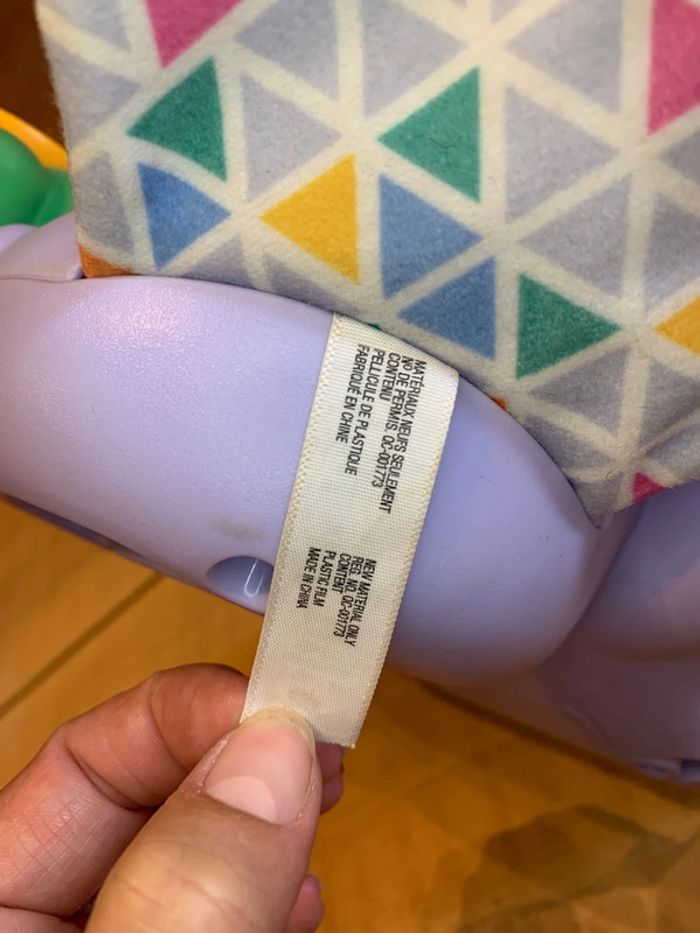 MATÉRIAUX NEUFS SEULEMENT
NO DE PERMIS. QC-001773
CONTENU
PELLICULE DE PLASTIQUE
FABRIQUÉ EN CHINE
NEW MATERIAL ONLY
REG. NO. QC-001773
CONTENT
PLASTIC FILM
MADE IN CHINA